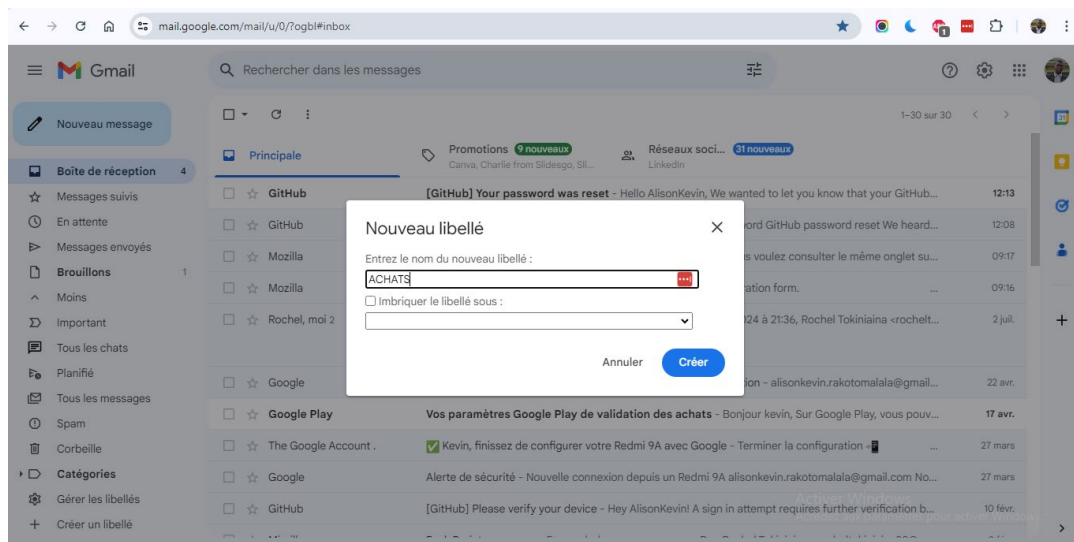 mail.google.com/mail/u/0/?ogbl#inbox
1
Gmail
Rechercher dans les messages
Nouveau message
1–30 sur 30
31
Boîte de réception 4
Messages suivis
En attente
Messages envoyés
Brouillons 1
Moins
Important
Tous les chats
Planifié
Tous les messages
Spam
Corbeille
Catégories
Gérer les libellés
Créer un libellé
Principale
Promotions 9 nouveaux
Canva, Charlie from Slidesgo, Sli...
Réseaux soci... 31 nouveaux
LinkedIn
GitHub [GitHub] Your password was reset - Hello AlisonKevin, We wanted to let you know that your GitHub... 12:13
GitHub ord GitHub password reset We heard... 12:08
Mozilla s voulez consulter le même onglet su... 09:17
Mozilla ration form. ... 09:16
Rochel, moi 2 024 à 21:36, Rochel Tokiniaina <rochelt... 2 juil.
Google ion - alisonkevin.rakotomalala@gmail... 22 avr.
Google Play Vos paramètres Google Play de validation des achats - Bonjour kevin, Sur Google Play, vous pouv... 17 avr.
The Google Account . Kevin, finissez de configurer votre Redmi 9A avec Google - Terminer la configuration ... 27 mars
Google Alerte de sécurité - Nouvelle connexion depuis un Redmi 9A alisonkevin.rakotomalala@gmail.com No... 27 mars
GitHub [GitHub] Please verify your device - Hey AlisonKevin! A sign in attempt requires further verification b... 10 févr.
Nouveau libellé
Entrez le nom du nouveau libellé :
ACHATS
Imbriquer le libellé sous :
Annuler Créer
Activer Windows